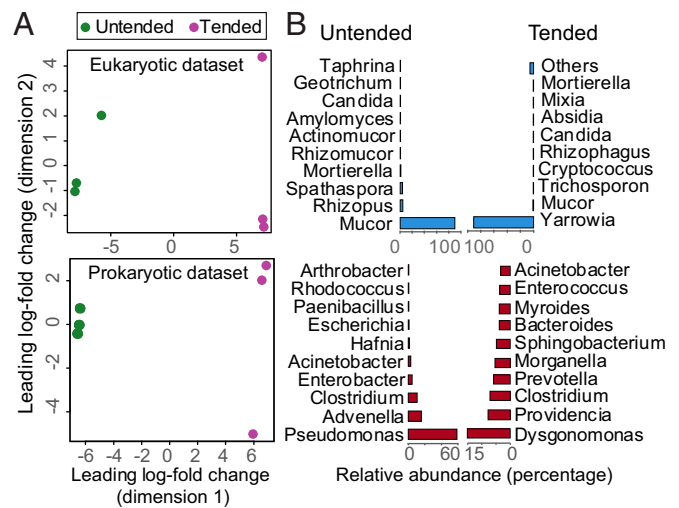 A
Untended
Tended
Eukaryotic dataset
4
3
2
1
0
-1
-2
-5
0
5
Leading log-fold change (dimension 2)
Prokaryotic dataset
2
0
-2
-4
-6
-4
-2
0
2
4
6
Leading log-fold change
(dimension 1)
B
Untended
Tended
Taphrina
Geotrichum
Candida
Amylomyces
Actinomucor
Rhizomucor
Mortierella
Spathaspora
Rhizopus
Mucor
0
100
Others
Mortierella
Mixia
Absidia
Candida
Rhizophagus
Cryptococcus
Trichosporon
Mucor
Yarrowia
100
0
Arthrobacter
Rhodococcus
Paenibacillus
Escherichia
Hafnia
Acinetobacter
Enterobacter
Clostridium
Advenella
Pseudomonas
0
60
Acinetobacter
Enterococcus
Myroides
Bacteroides
Sphingobacterium
Morganella
Prevotella
Clostridium
Providencia
Dysgonomonas
15
0
Relative abundance (percentage)